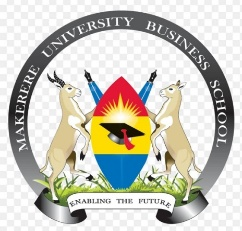 MAKERERE UNIVERSITY BUSINESS SCHOOL
ENABLING THE FUTURE